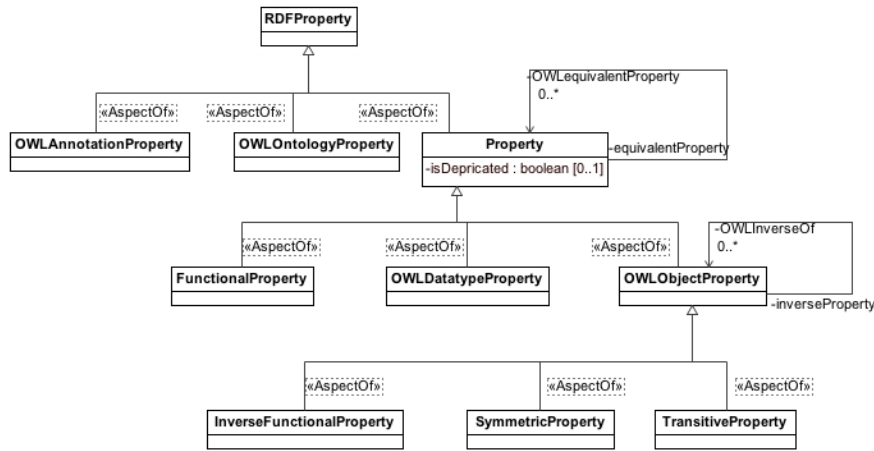 RDFProperty
-OWLequivalentProperty
0..*
«AspectOf» «AspectOf» «AspectOf»
OWLAnnotationProperty OWLOntologyProperty Property
-equivalentProperty
-isDepricated : boolean [0..1]
-OWLInverseOf
0..*
«AspectOf» «AspectOf» «AspectOf»
FunctionalProperty OWLDatatypeProperty OWLObjectProperty
-inverseProperty
«AspectOf» «AspectOf» «AspectOf»
InverseFunctionalProperty SymmetricProperty TransitiveProperty